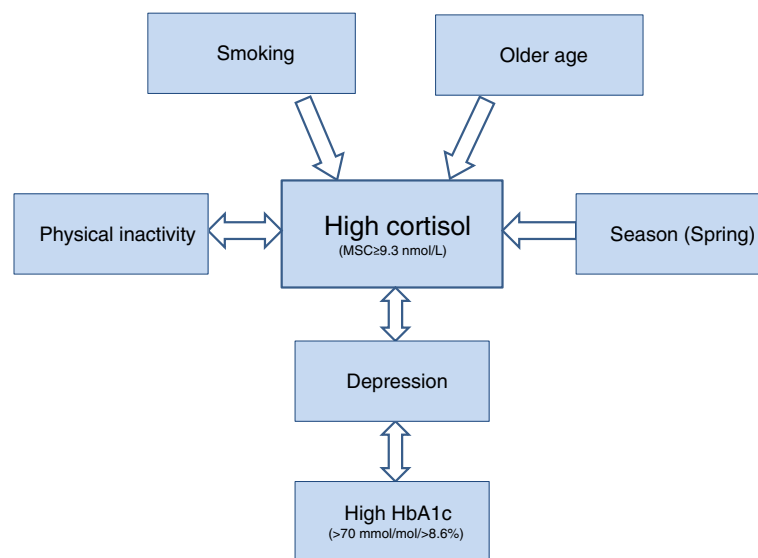 Smoking
Older age
Physical inactivity
High cortisol
(MSC≥9.3 nmol/L)
Season (Spring)
Depression
High HbA1c
(>70 mmol/mol/>8.6%)